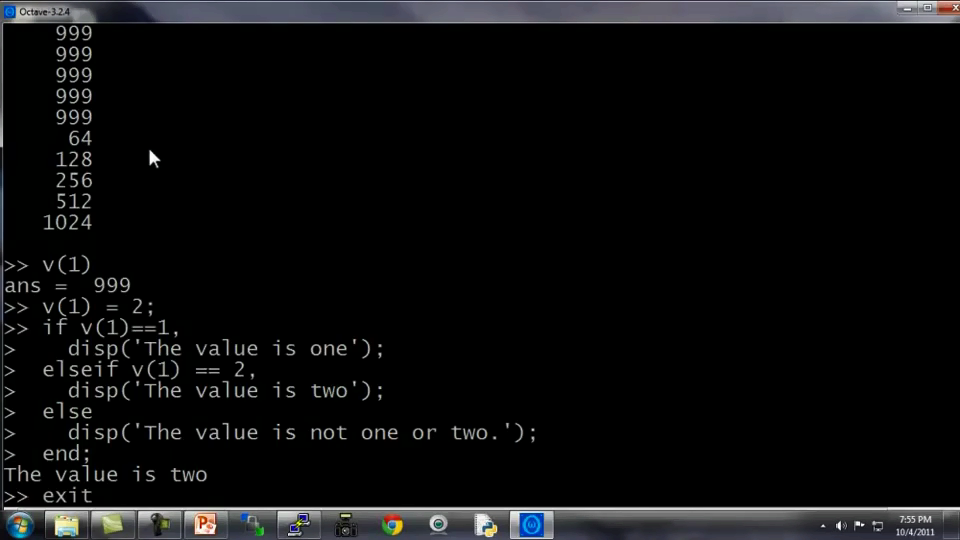 Octave-3.2.4
999
999
999
999
999
64
128
256
512
1024
>> v(1)
ans =  999
>> v(1) = 2;
>> if v(1)==1,
>    disp('The value is one');
>  elseif v(1) == 2,
>    disp('The value is two');
>  else
>    disp('The value is not one or two.');
>  end;
The value is two
>> exit
7:55 PM
10/4/2011